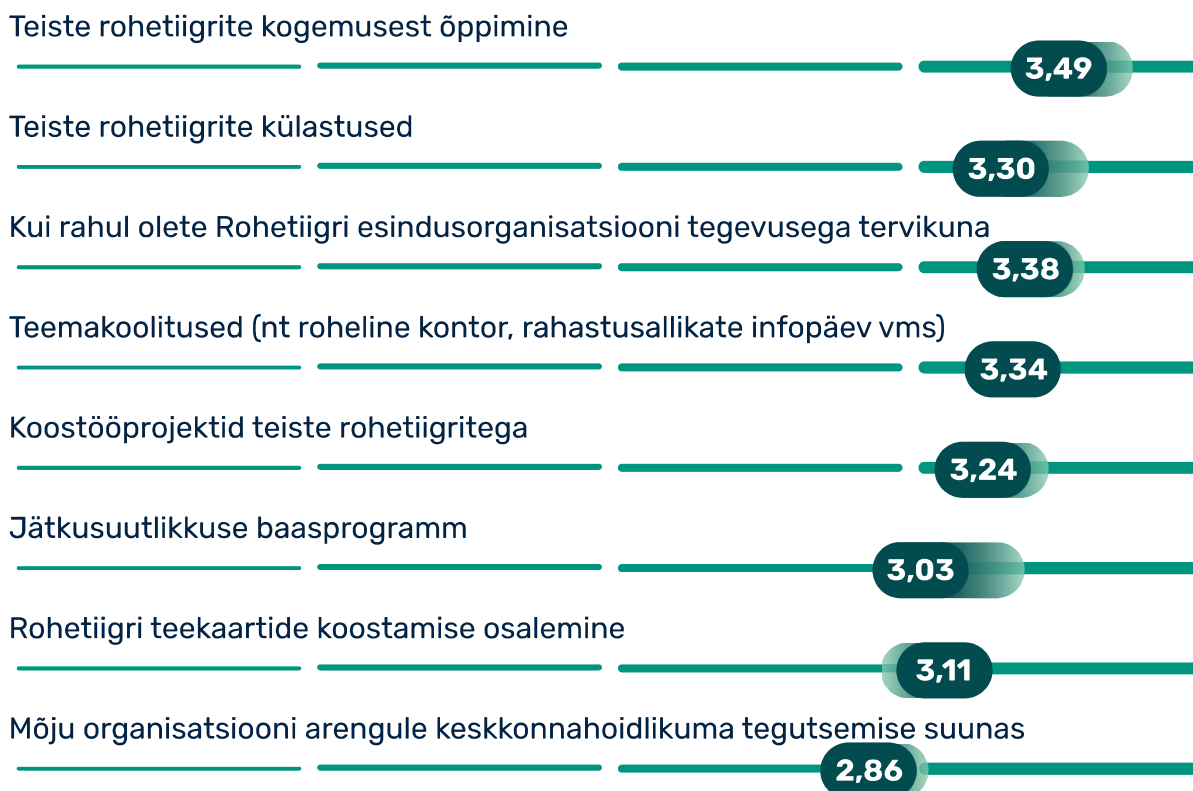 Teiste rohetiigrite kogemusest õppimine
3,49
Teiste rohetiigrite külastused
3,30
Kui rahul olete Rohetiigri esindusorganisatsiooni tegevusega tervikuna
3,38
Teemakoolitused (nt roheline kontor, rahastusallikate infopäev vms)
3,34
Koostööprojektid teiste rohetiigritega
3,24
Jätkusuutlikkuse baasprogramm
3,03
Rohetiigri teekaartide koostamise osalemine
3,11
Mõju organisatsiooni arengule keskkonnahoidlikuma tegutsemise suunas
2,86